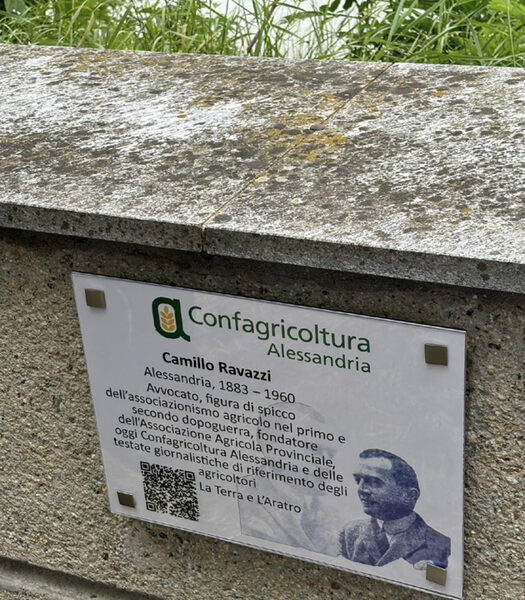 Confagricoltura
Alessandria
Camillo Ravazzi
Alessandria, 1883 – 1960
Avvocato, figura di spicco
dell'associazionismo agricolo nel primo e
secondo dopoguerra, fondatore
dell'Associazione Agricola Provinciale,
oggi Confagricoltura Alessandria e delle
testate giornalistiche di riferimento degli
agricoltori
La Terra e L'Aratro